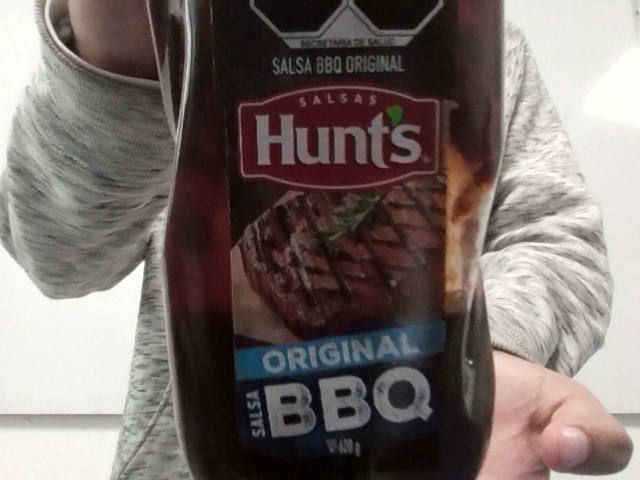 SECRETARÍA DE SALUD
SALSA BBQ ORIGINAL
SALSAS
Hunt's
ORIGINAL
SALSA
BBQ